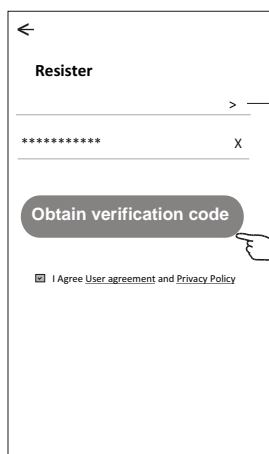 Resister
>
*********** X
Obtain verification code
I Agree User agreement and Privacy Policy